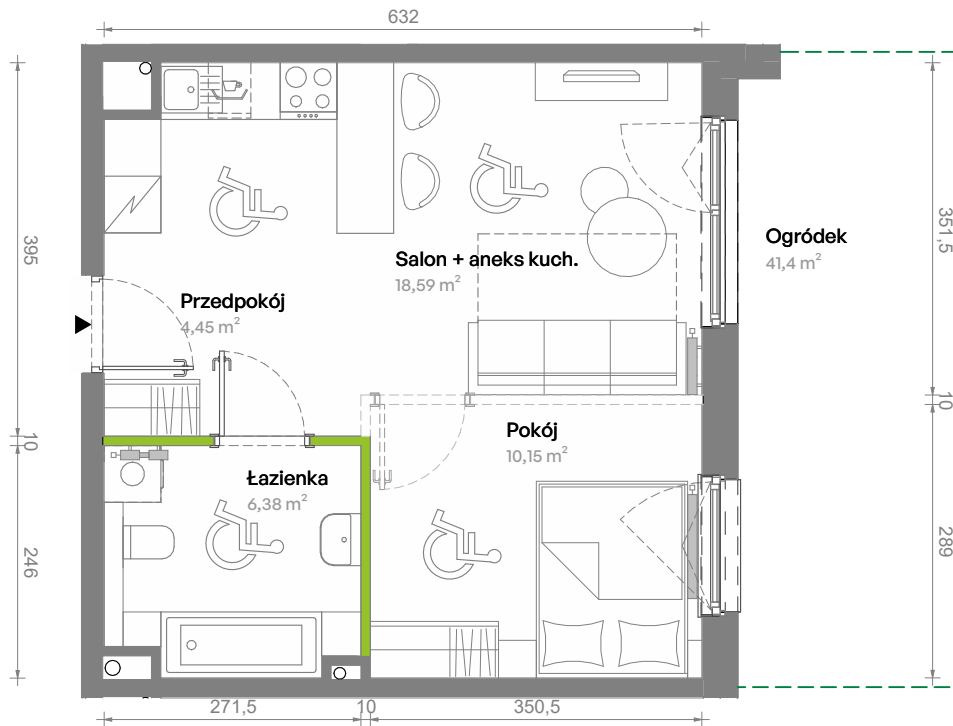 632
395
10
246
351,5
10
289
Ogródek
41,4 m²
Salon + aneks kuch.
18,59 m²
Przedpokój
4,45 m²
Pokój
10,15 m²
Łazienka
6,38 m²
271,5
10
350,5